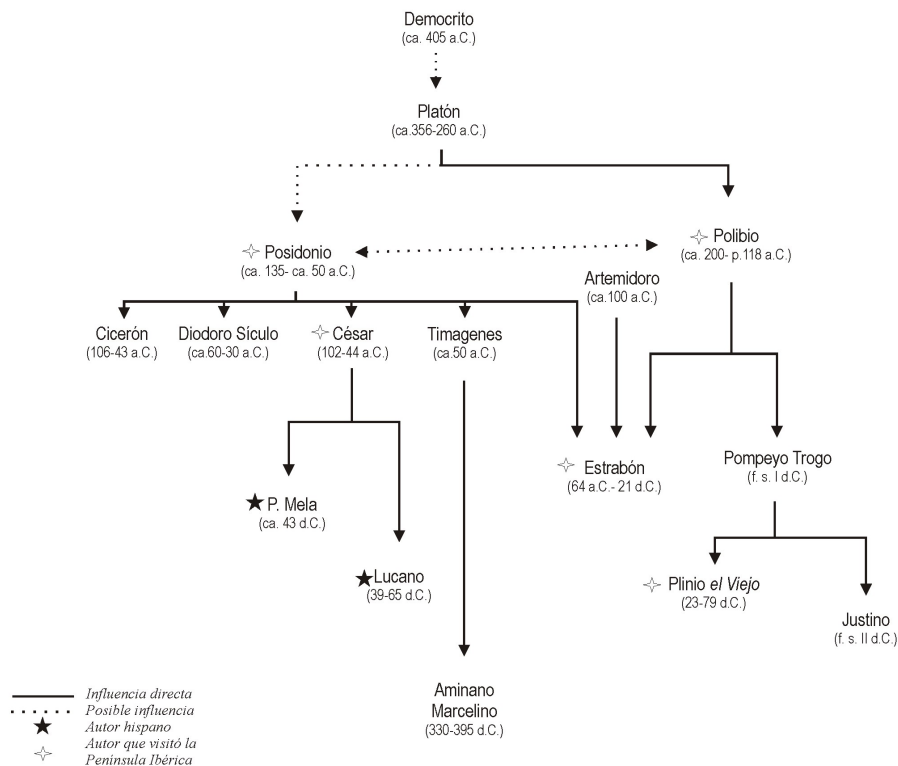 Democrito
(ca. 405 a.C.)
Platón
(ca.356-260 a.C.)
Posidonio
(ca. 135- ca. 50 a.C.)
Polibio
(ca. 200- p.118 a.C.)
Artemidoro
(ca.100 a.C.)
Cicerón
(106-43 a.C.)
Diodoro Sículo
(ca.60-30 a.C.)
César
(102-44 a.C.)
Timagenes
(ca.50 a.C.)
Estrabón
(64 a.C.- 21 d.C.)
Pompeyo Trogo
(f. s. I d.C.)
P. Mela
(ca. 43 d.C.)
Lucano
(39-65 d.C.)
Plinio el Viejo
(23-79 d.C.)
Justino
(f. s. II d.C.)
Aminano
Marcelino
(330-395 d.C.)
Influencia directa
Posible influencia
Autor hispano
Autor que visitó la
Península Ibérica